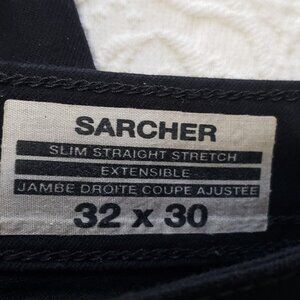 SARCHER
SLIM STRAIGHT STRETCH
EXTENSIBLE
JAMBE DROITE COUPE AJUSTÉE
32 x 30